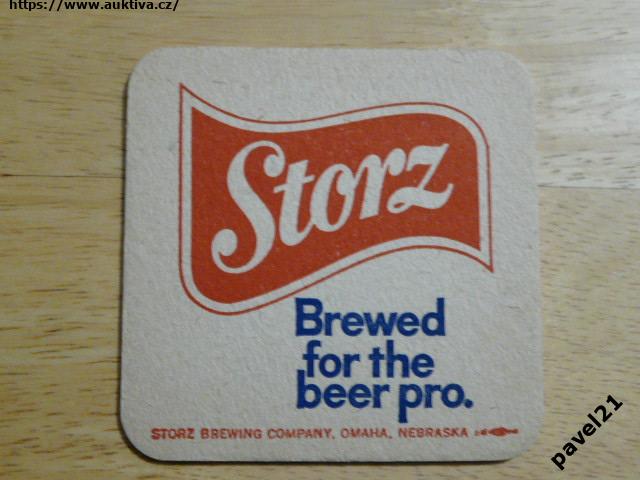 https://www.auktiva.cz/
Storz
Brewed
for the
beer pro.
STORZ BREWING COMPANY, OMAHA, NEBRASKA
pavel21